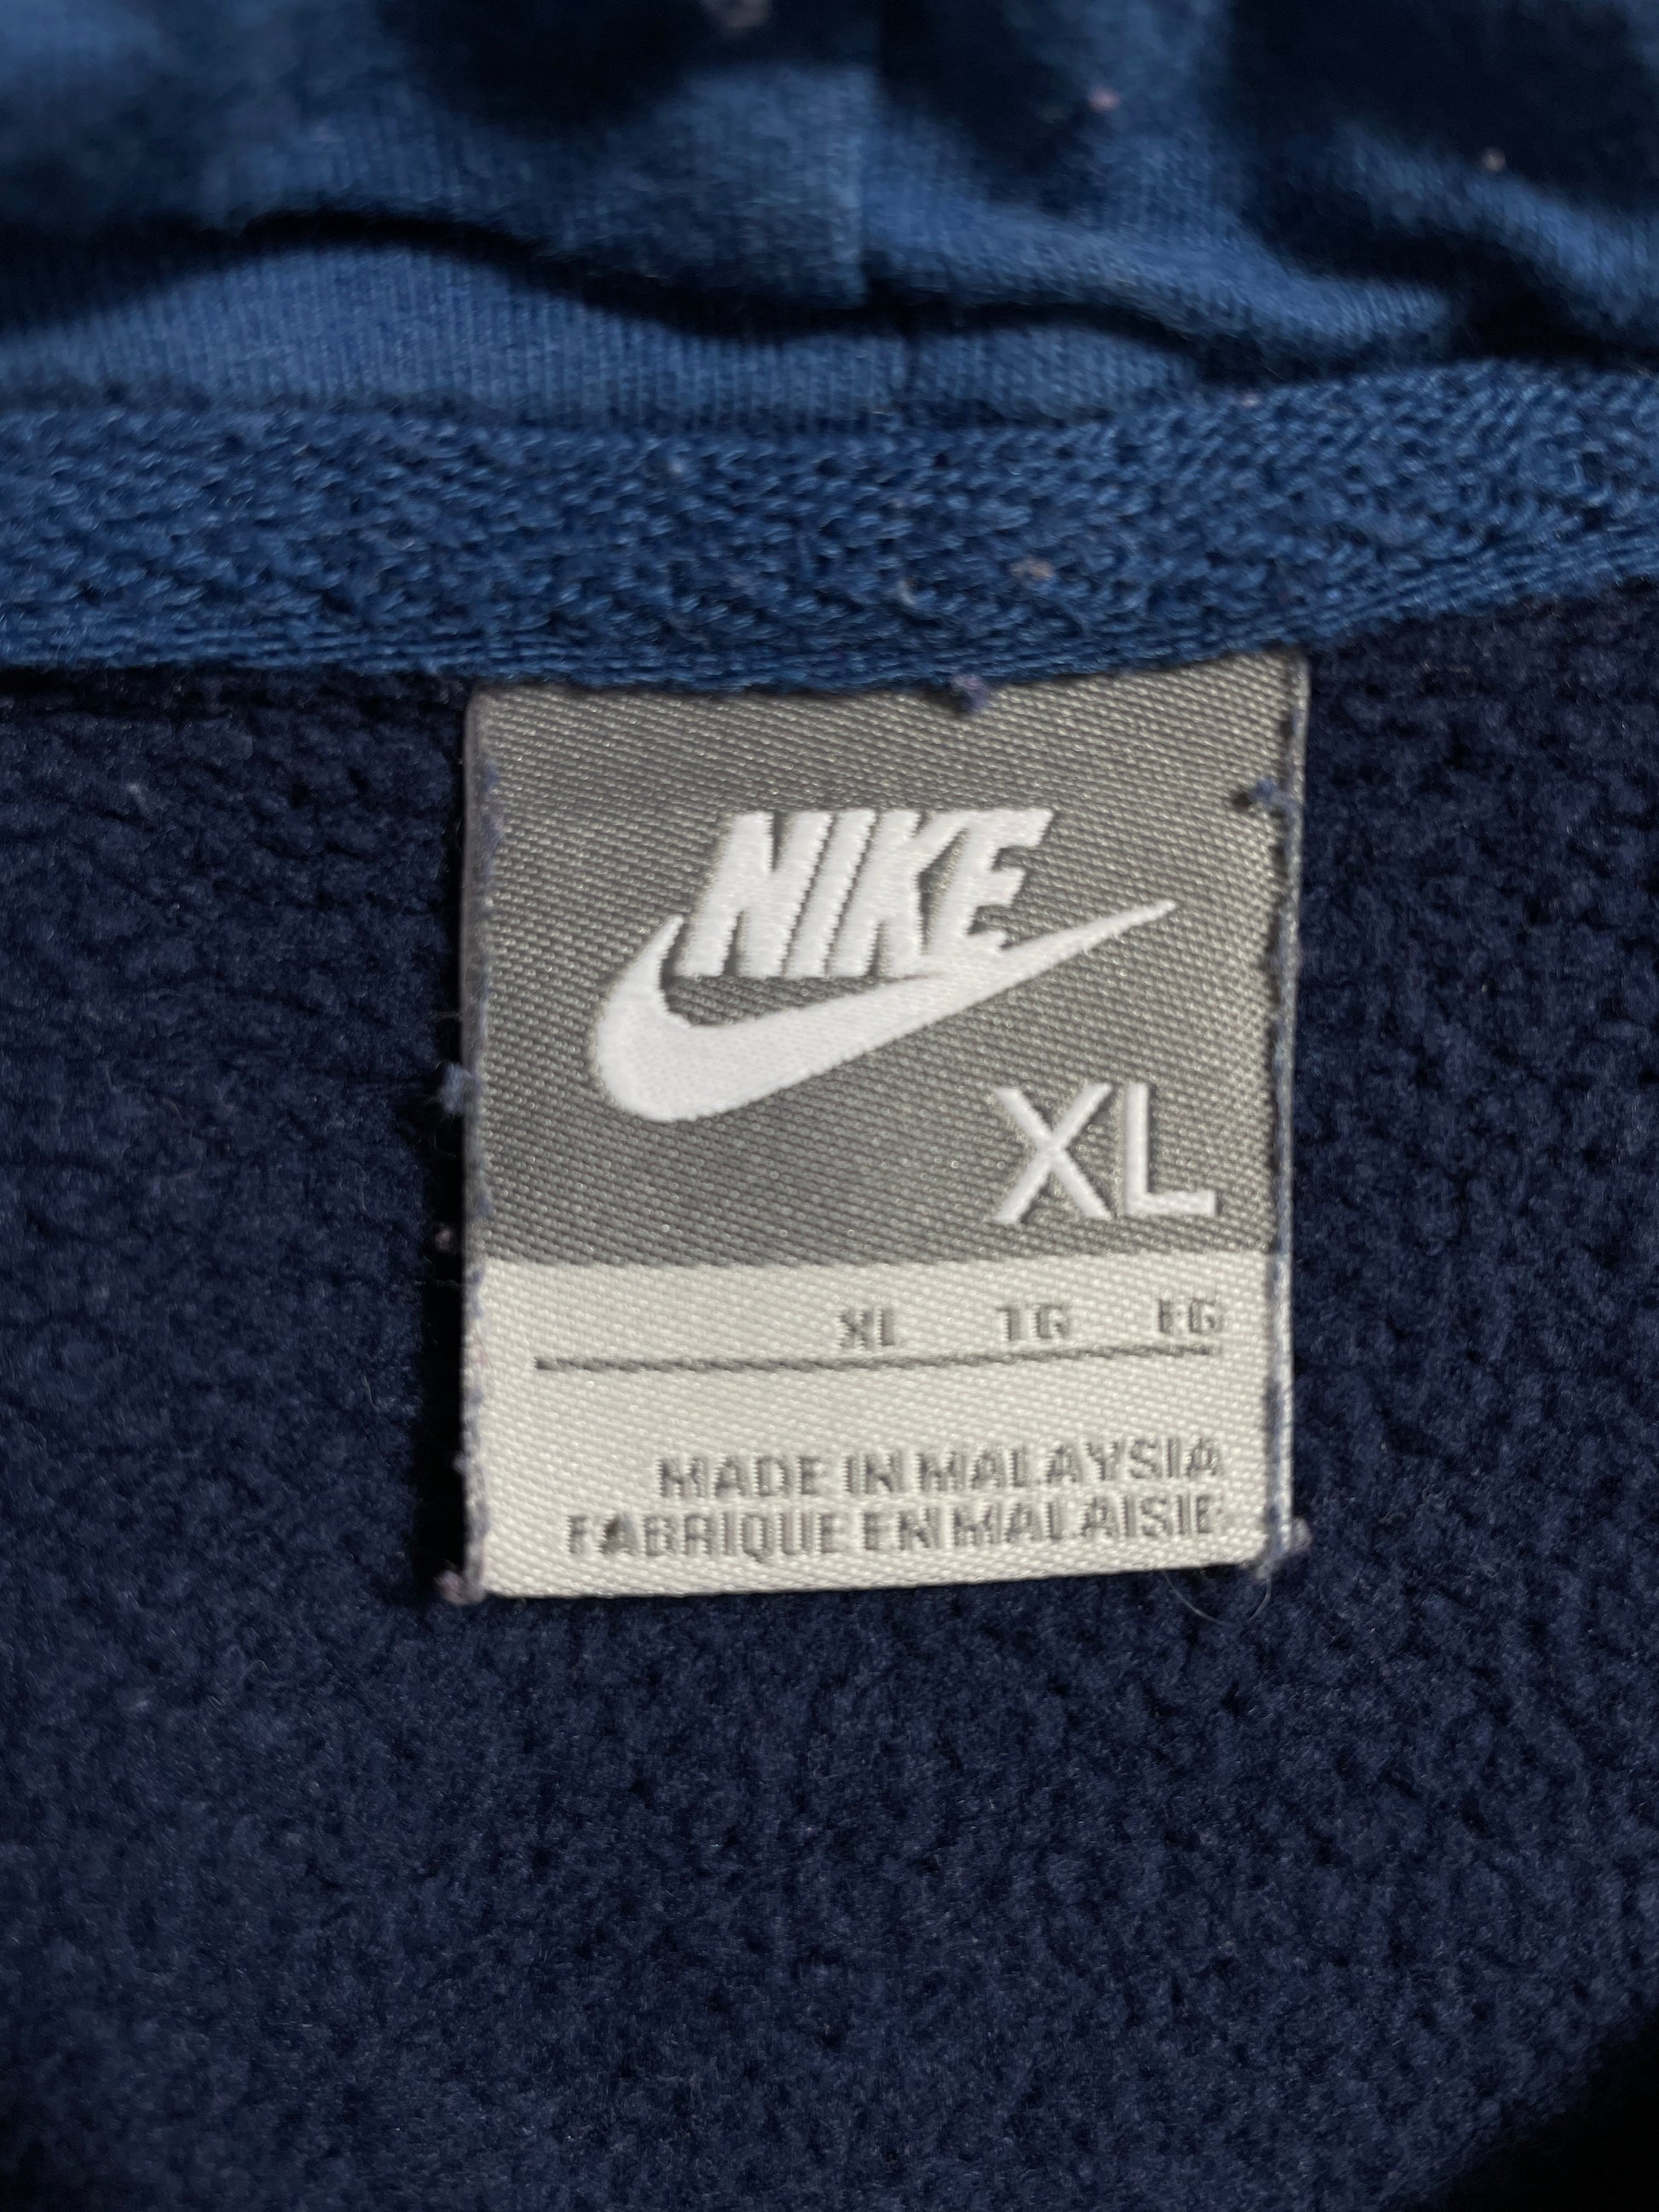 NIKE
XL
XL TG EG
MADE IN MALAYSIA
FABRIQUE EN MALAISIE